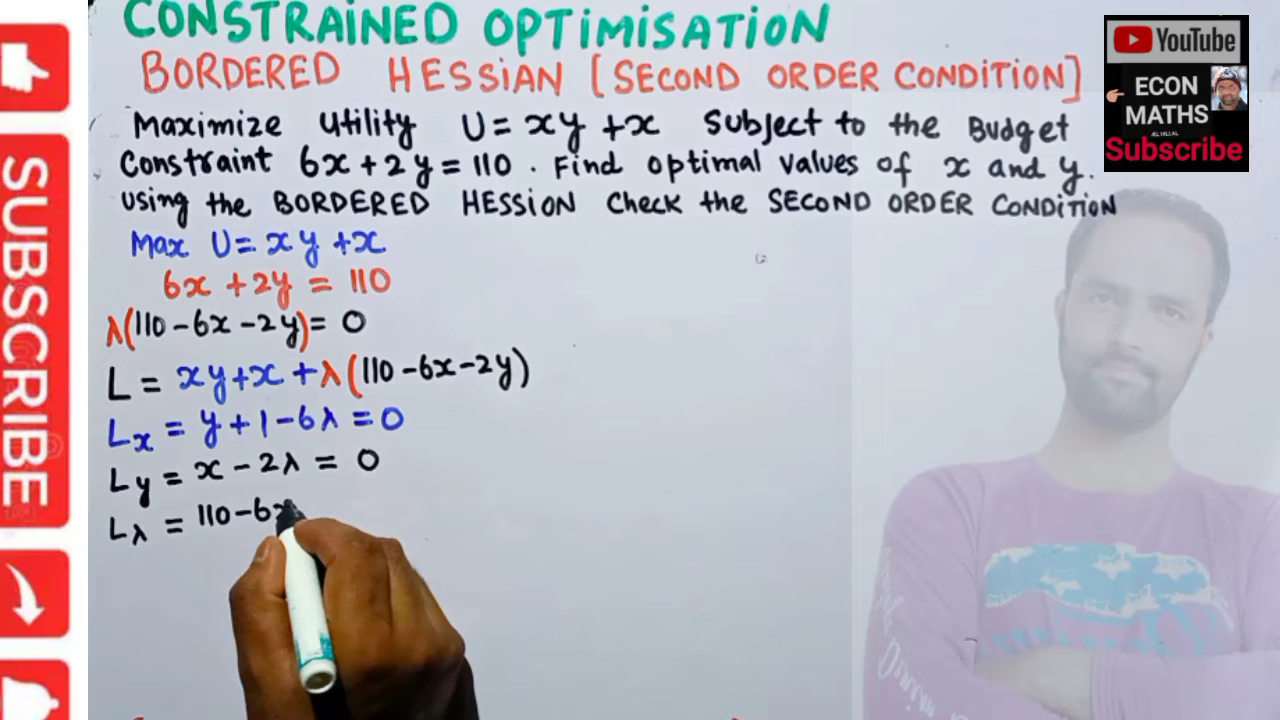 CONSTRAINED OPTIMISATION
BORDERED HESSIAN [SECOND ORDER CONDITION]
Maximize Utility U = xy + x Subject to the Budget
Constraint 6x + 2y = 110 . Find optimal values of x and y.
using the BORDERED HESSION Check the SECOND ORDER CONDITION
Max U = xy + x
6x + 2y = 110
λ(110 - 6x - 2y) = 0
L = xy + x + λ(110 - 6x - 2y)
Lx = y + 1 - 6λ = 0
Ly = x - 2λ = 0
Lλ = 110 - 6x
YouTube
ECON
MATHS
Subscribe
SUBSCRIBE